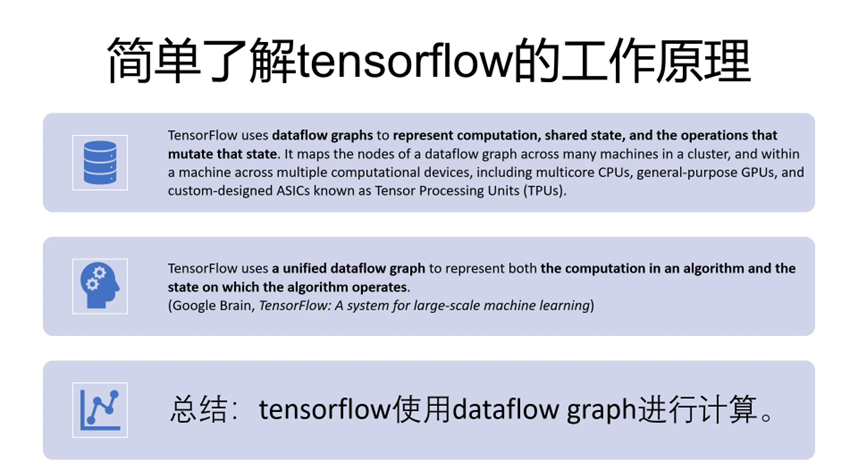 简单了解tensorflow的工作原理
TensorFlow uses dataflow graphs to represent computation, shared state, and the operations that
mutate that state. It maps the nodes of a dataflow graph across many machines in a cluster, and within
a machine across multiple computational devices, including multicore CPUs, general-purpose GPUs, and
custom-designed ASICs known as Tensor Processing Units (TPUs).
TensorFlow uses a unified dataflow graph to represent both the computation in an algorithm and the
state on which the algorithm operates.
(Google Brain, TensorFlow: A system for large-scale machine learning)
总结：tensorflow使用dataflow graph进行计算。